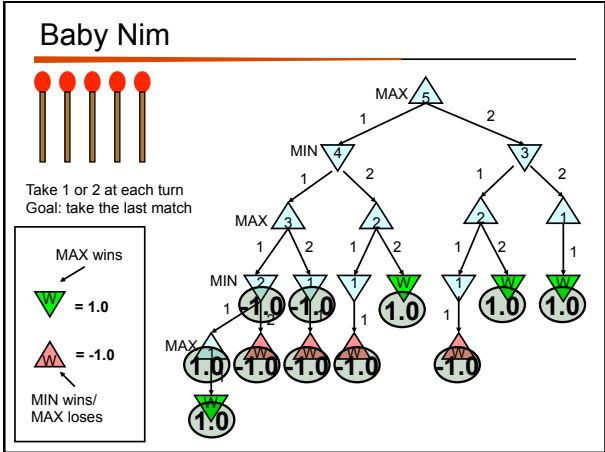 Baby Nim
MAX 5
1 2
MIN 4 3
1 2 1 2
Take 1 or 2 at each turn
Goal: take the last match
MAX 3 2 2 1
1 2 1 2 1 2 1
MAX wins
MIN 2 1 1 W 1 W W
-1.0 -1.0 1.0 1.0 1.0
W = 1.0
1 2 1 1
MAX 1 W W W W
1.0 -1.0 -1.0 -1.0 -1.0
W = -1.0
MIN wins/
MAX loses
W
1.0